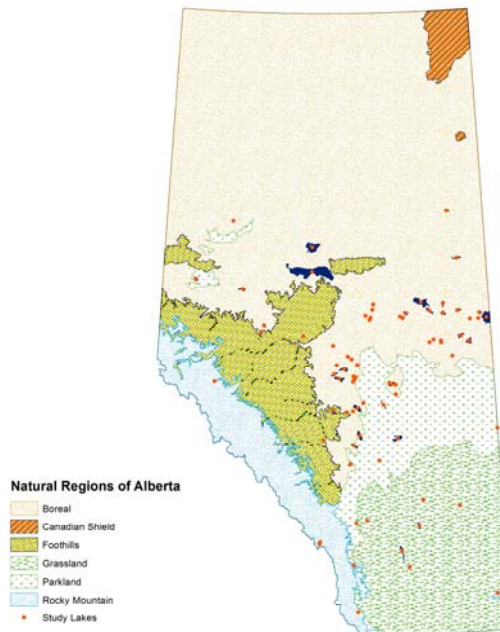 Natural Regions of Alberta
Boreal
Canadian Shield
Foothills
Grassland
Parkland
Rocky Mountain
Study Lakes